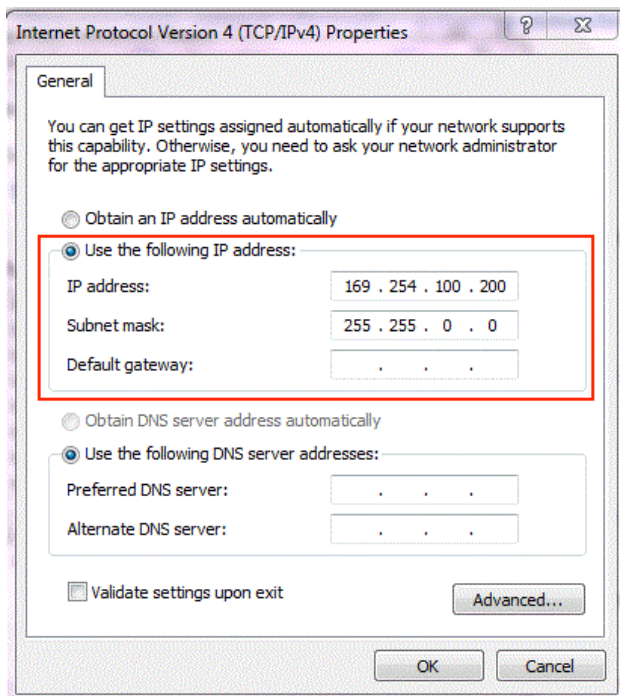 Internet Protocol Version 4 (TCP/IPv4) Properties
General
You can get IP settings assigned automatically if your network supports
this capability. Otherwise, you need to ask your network administrator
for the appropriate IP settings.
Obtain an IP address automatically
Use the following IP address:
IP address: 169 . 254 . 100 . 200
Subnet mask: 255 . 255 . 0 . 0
Default gateway: . . .
Obtain DNS server address automatically
Use the following DNS server addresses:
Preferred DNS server: . . .
Alternate DNS server: . . .
Validate settings upon exit
Advanced...
OK Cancel